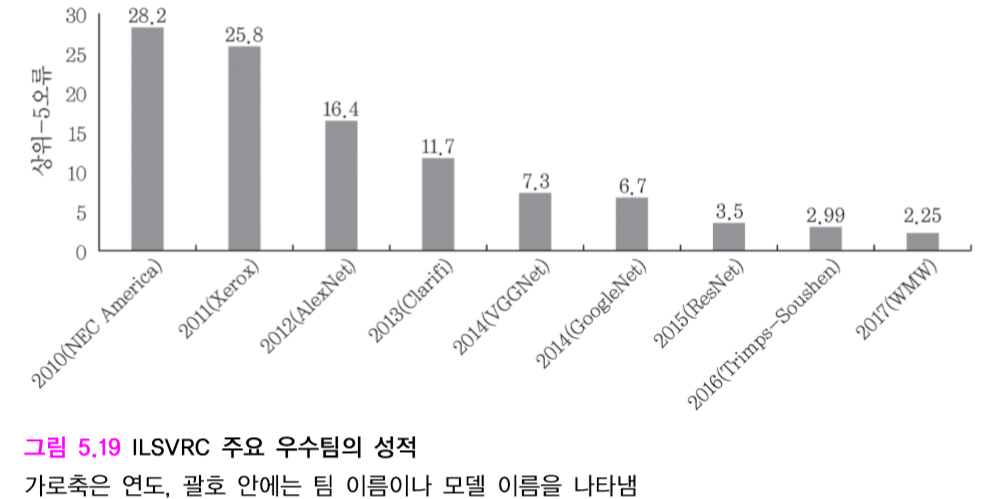 30
25
20
15
10
5
0
상위-5오류
28.2
25.8
16.4
11.7
7.3
6.7
3.5
2.99
2.25
2010(NEC America)
2011(Xerox)
2012(AlexNet)
2013(Clarifi)
2014(VGGNet)
2014(GoogleNet)
2015(ResNet)
2016(Trimps-Soushen)
2017(WMW)
그림 5.19 ILSVRC 주요 우수팀의 성적
가로축은 연도, 괄호 안에는 팀 이름이나 모델 이름을 나타냄